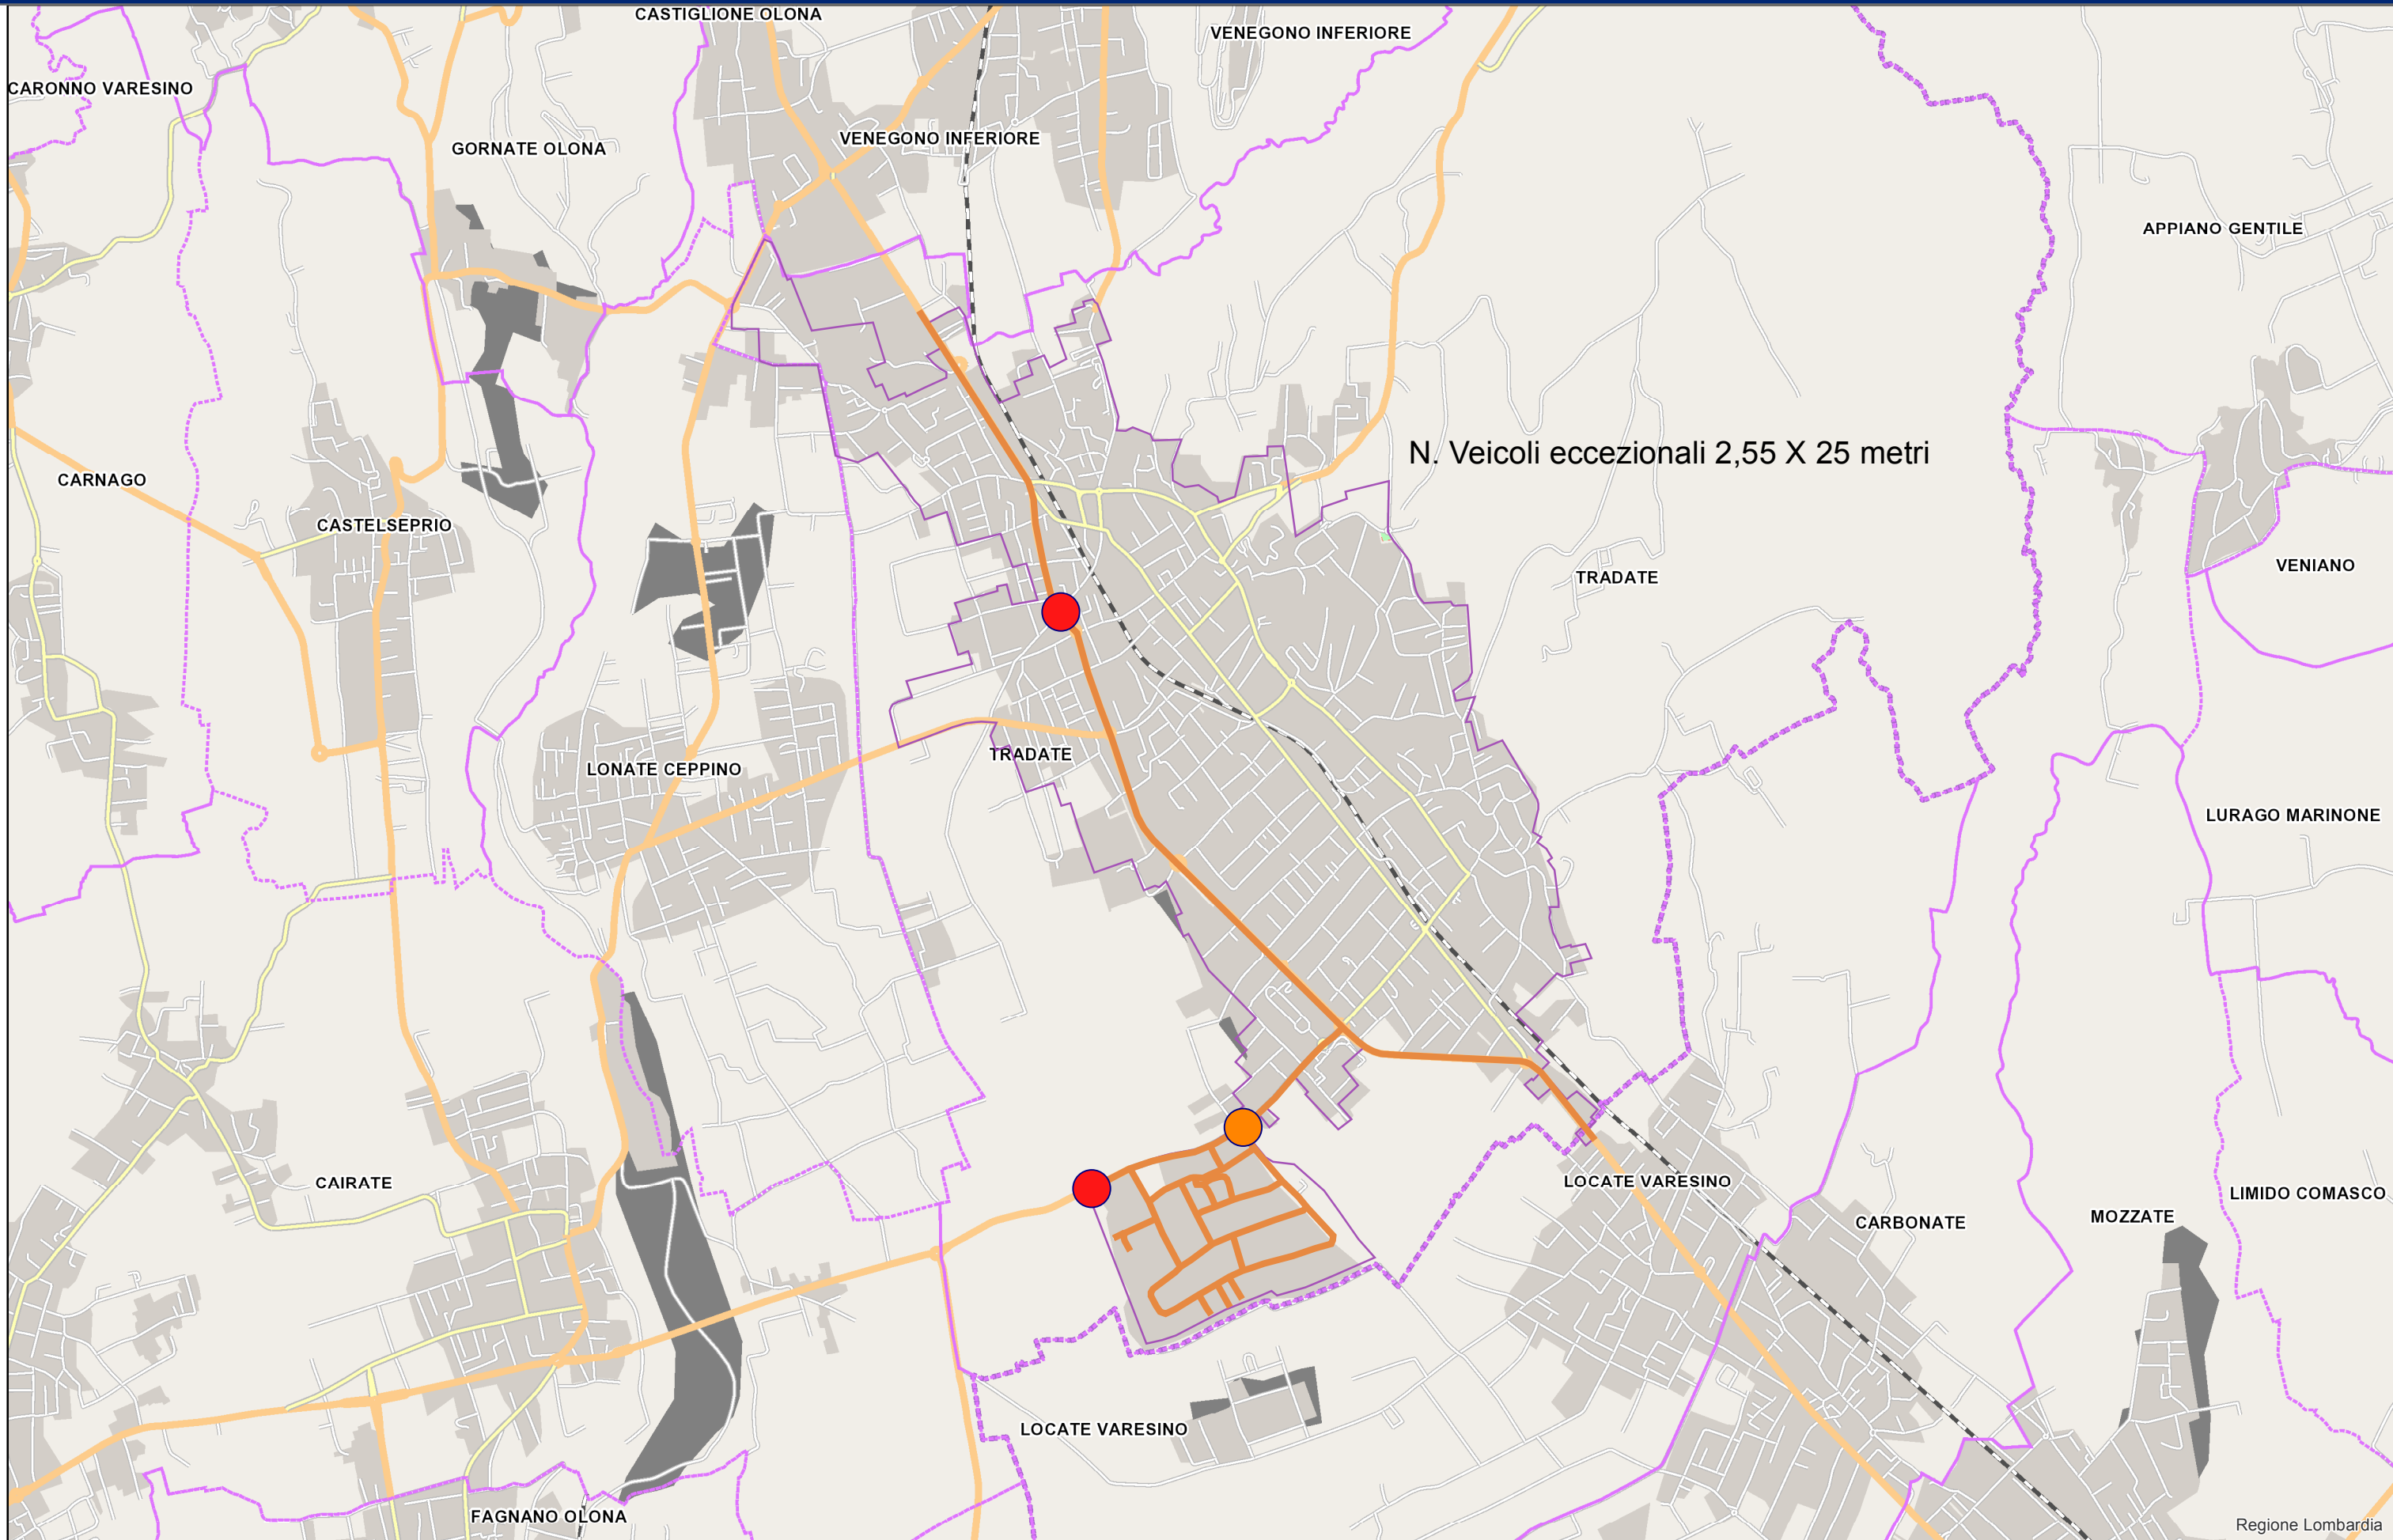 CASTIGLIONE OLONA
VENEGONO INFERIORE
CARONNO VARESINO
VENEGONO INFERIORE
GORNATE OLONA
APPIANO GENTILE
N. Veicoli eccezionali 2,55 X 25 metri
CARNAGO
CASTELSEPRIO
VENIANO
TRADATE
TRADATE
LONATE CEPPINO
LURAGO MARINONE
CAIRATE
LOCATE VARESINO
LIMIDO COMASCO
MOZZATE
CARBONATE
LOCATE VARESINO
FAGNANO OLONA
Regione Lombardia